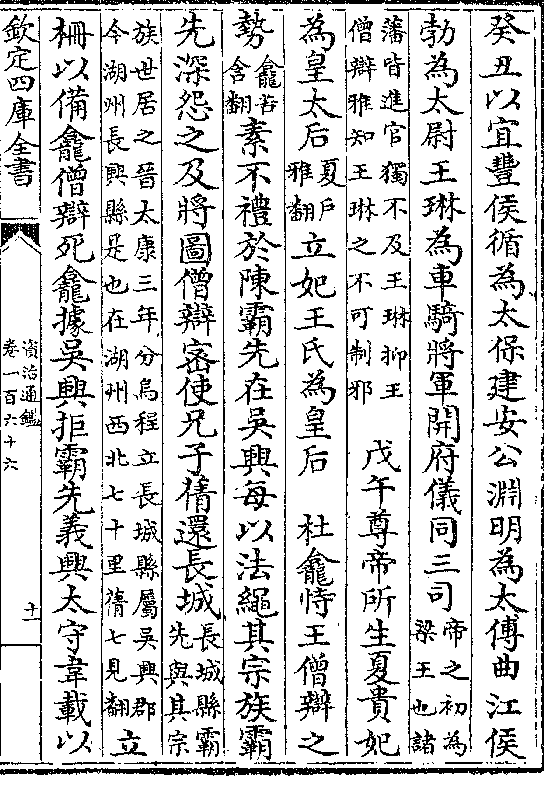 癸丑以宜豐侯循為太保建安公淵明為太傅曲江侯
勃為太尉王琳為車騎將軍開府儀同三司帝之初為梁王也諸
藩皆進官獨不及王琳抑王僧辯雅知王琳之不可制邪　戊午尊帝所生夏貴妃
為皇太后夏戶雅翻立妃王氏為皇后　杜龕恃王僧辯之
勢龕苦含翻素不禮於陳霸先在吳興每以法繩其宗族霸
先深怨之及將圖僧辯密使兄子蒨還長城長城縣霸先與其宗
族世居之晉太康三年分烏程立長城縣屬吳興郡今湖州長興縣是也在湖州西北七十里蒨七見翻立
柵以備龕僧辯死龕據吳興拒霸先義興太守韋載以
欽定四庫全書
資治通鑑
卷一百六十六
十一